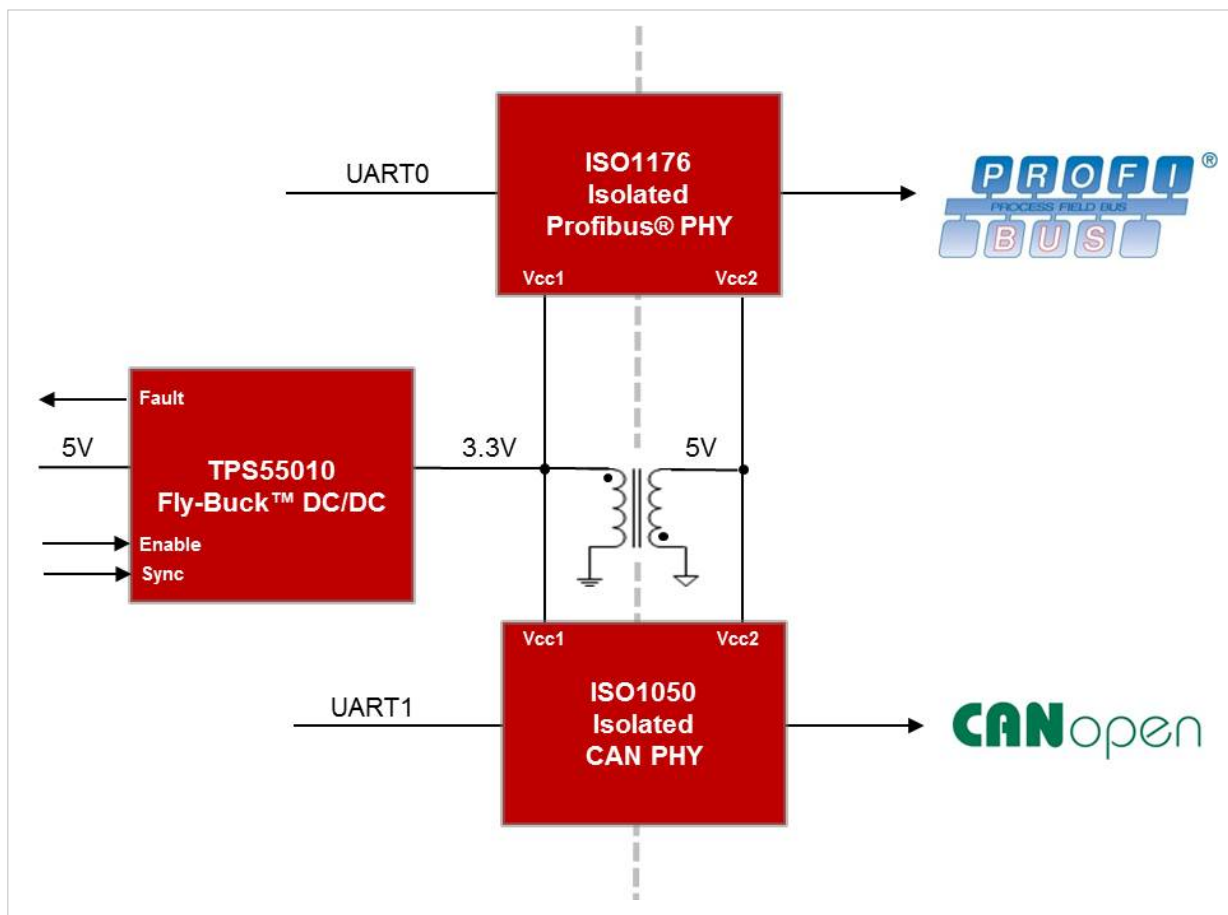 UART0
ISO1176
Isolated
Profibus® PHY
Vcc1
Vcc2
PROFI®
PROCESS FIELD BUS
BUS
Fault
5V
TPS55010
Fly-Buck™ DC/DC
Enable
Sync
3.3V
5V
Vcc1
Vcc2
UART1
ISO1050
Isolated
CAN PHY
CANopen